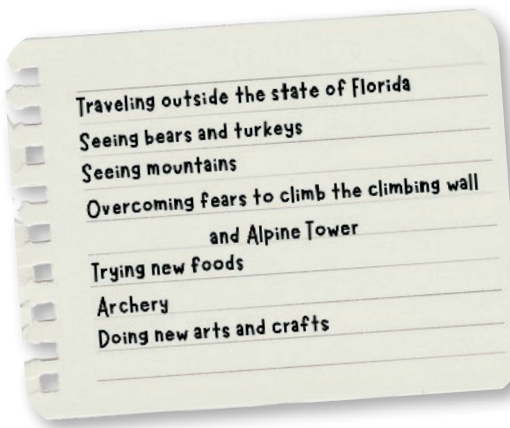 Traveling outside the state of Florida
Seeing bears and turkeys
Seeing mountains
Overcoming fears to climb the climbing wall
and Alpine Tower
Trying new foods
Archery
Doing new arts and crafts